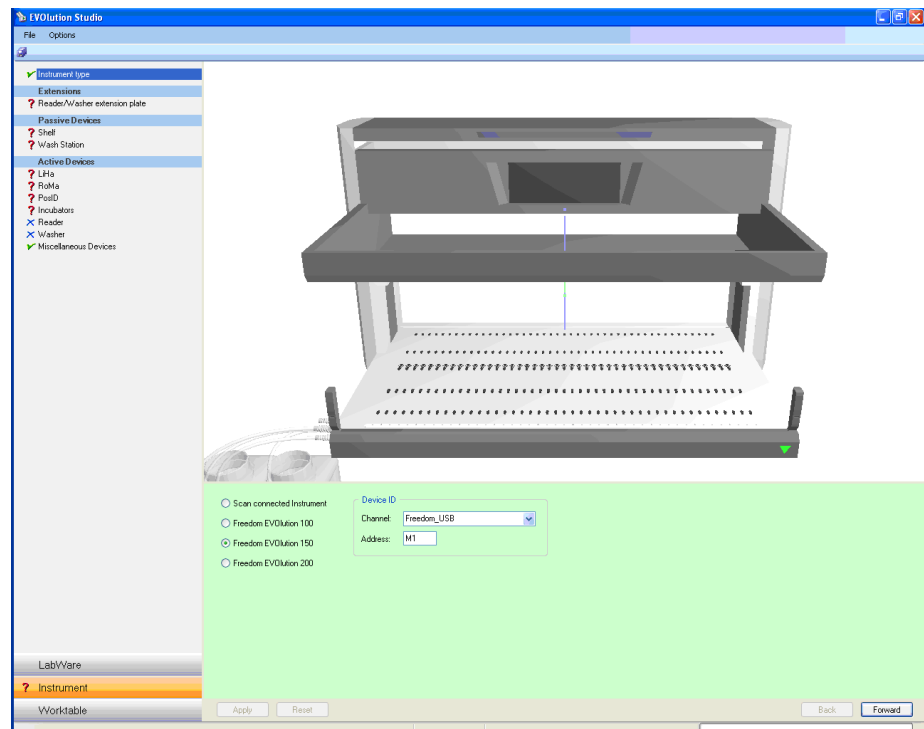 EVOlution Studio
File Options
Instrument type
Extensions
? Reader/Washer extension plate
Passive Devices
? Shelf
? Wash Station
Active Devices
? LiHa
? RoMa
? PosID
? Incubators
Reader
Washer
Miscellaneous Devices
Scan connected Instrument
Freedom EVOlution 100
Freedom EVOlution 150
Freedom EVOlution 200
Device ID
Channel: Freedom_USB
Address: M1
LabWare
? Instrument
Worktable
Apply Reset Back Forward